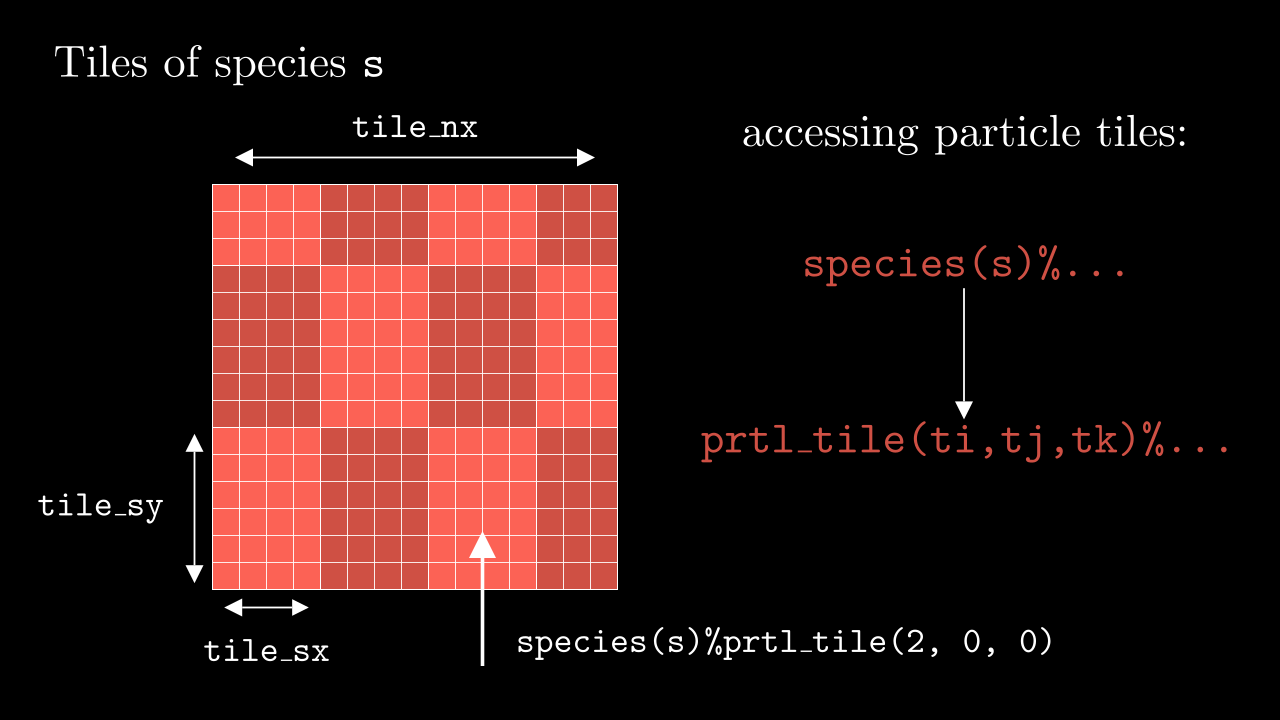 Tiles of species s
tile_nx
accessing particle tiles:
species(s)%...
prtl_tile(ti,tj,tk)%...
tile_sy
species(s)%prtl_tile(2, 0, 0)
tile_sx